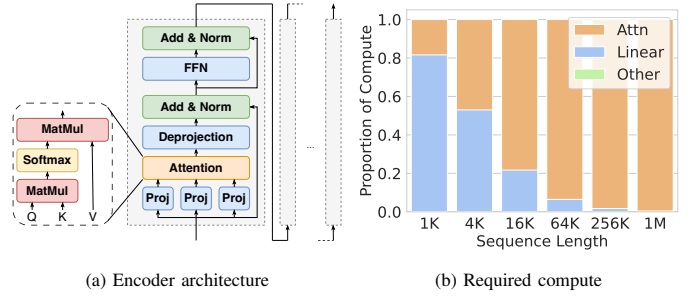 Add & Norm
FFN
Add & Norm
Deprojection
Attention
Proj
Proj
Proj
MatMul
Softmax
MatMul
Q K V
...
Proportion of Compute
1.0
0.8
0.6
0.4
0.2
0.0
Attn
Linear
Other
1K 4K 16K 64K 256K 1M
Sequence Length
(a) Encoder architecture
(b) Required compute